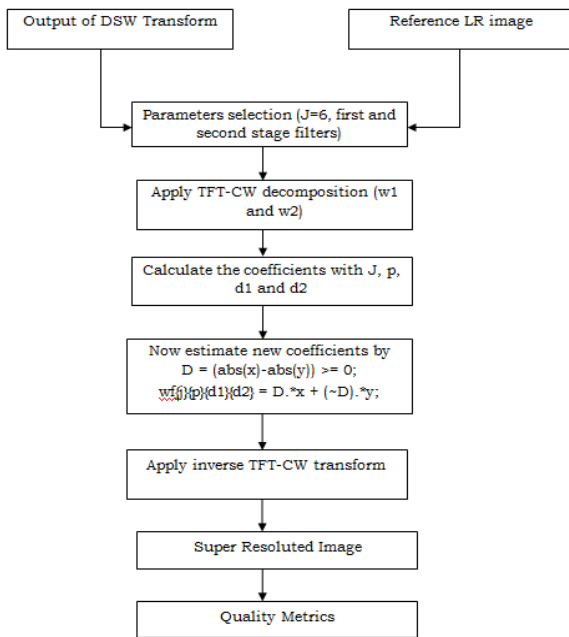 Output of DSW Transform
Reference LR image
Parameters selection (J=6, first and
second stage filters)
Apply TFT-CW decomposition (w1
and w2)
Calculate the coefficients with J, p,
d1 and d2
Now estimate new coefficients by
D = (abs(x)-abs(y)) >= 0;
wf{j}{p}{d1}{d2} = D.*x + (~D).*y;
Apply inverse TFT-CW transform
Super Resoluted Image
Quality Metrics